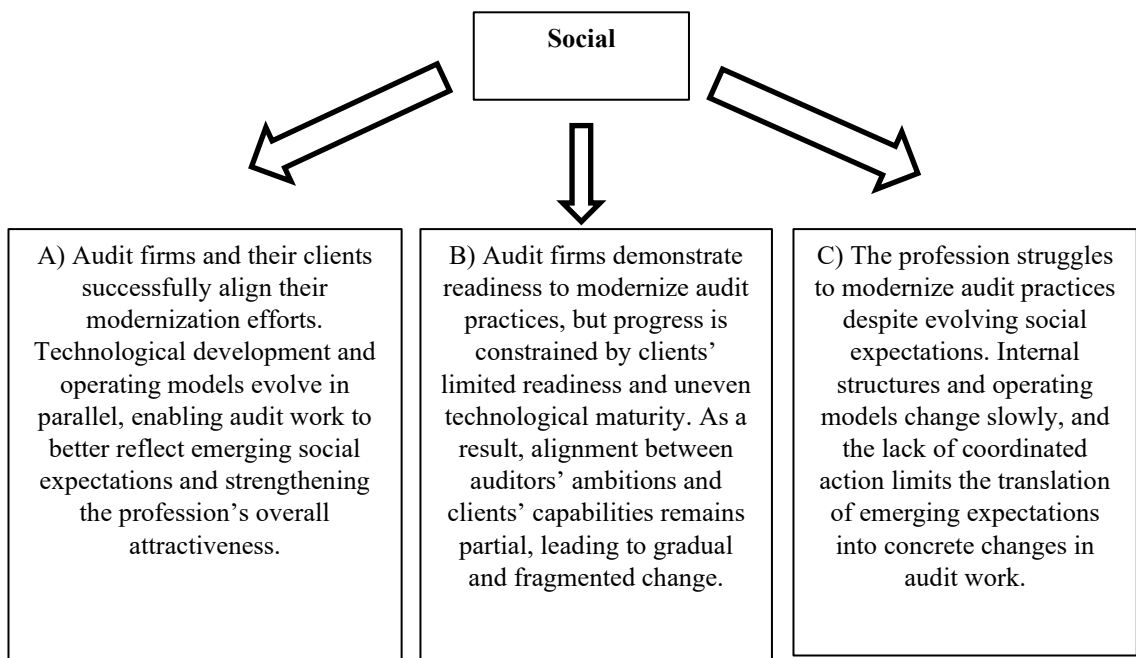 Social
A) Audit firms and their clients
successfully align their
modernization efforts.
Technological development and
operating models evolve in
parallel, enabling audit work to
better reflect emerging social
expectations and strengthening
the profession’s overall
attractiveness.
B) Audit firms demonstrate
readiness to modernize audit
practices, but progress is
constrained by clients’
limited readiness and uneven
technological maturity. As a
result, alignment between
auditors’ ambitions and
clients’ capabilities remains
partial, leading to gradual
and fragmented change.
C) The profession struggles
to modernize audit practices
despite evolving social
expectations. Internal
structures and operating
models change slowly, and
the lack of coordinated
action limits the translation
of emerging expectations
into concrete changes in
audit work.